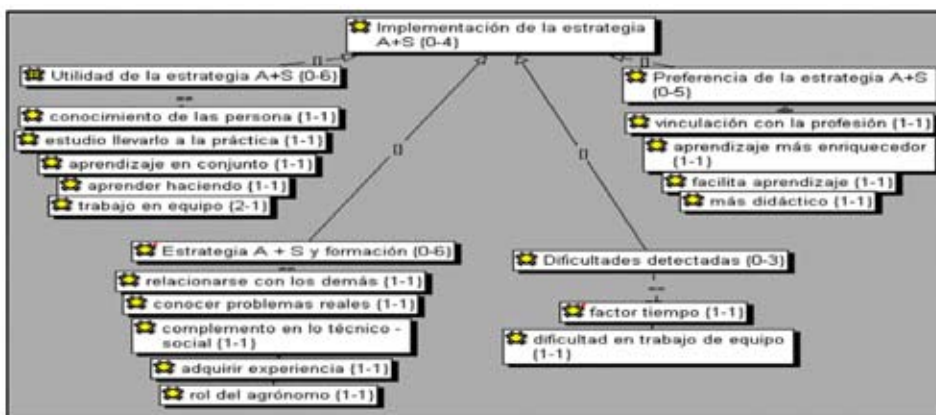 Implementación de la estrategia
A+S {0-4}
[]
[]
Utilidad de la estrategia A+S {0-6}
==
conocimiento de las persona {1-1}
estudio llevarlo a la práctica {1-1}
aprendizaje en conjunto {1-1}
aprender haciendo {1-1}
trabajo en equipo {2-1}
Preferencia de la estrategia A+S
{0-5}
vinculación con la profesión {1-1}
aprendizaje más enriquecedor
{1-1}
facilita aprendizaje {1-1}
más didáctico {1-1}
[]
[]
Estrategia A + S y formación {0-6}
==
relacionarse con los demás {1-1}
conocer problemas reales {1-1}
complemento en lo técnico -
social {1-1}
adquirir experiencia {1-1}
rol del agrónomo {1-1}
Dificultades detectadas {0-3}
==
factor tiempo {1-1}
dificultad en trabajo de equipo
{1-1}